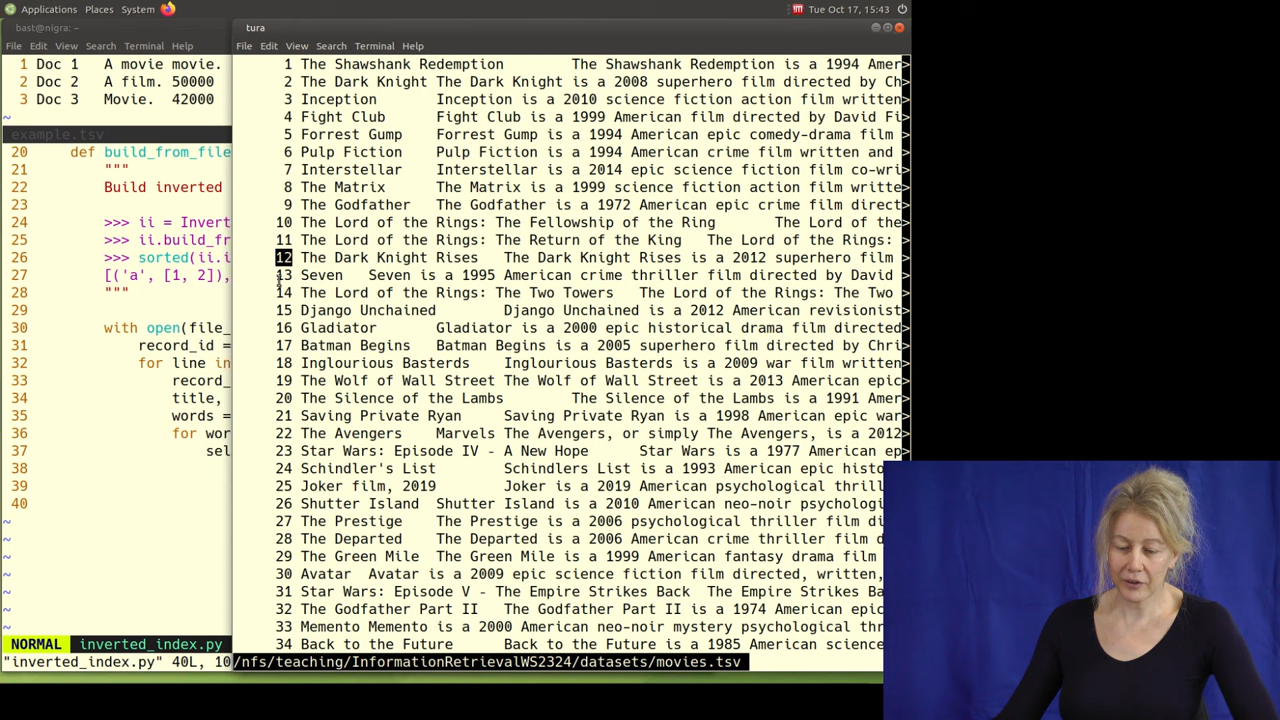 Applications Places System Tue Oct 17, 15:43
bast@nigra: ~
File Edit View Search Terminal Help
1 Doc 1 A movie movie.
2 Doc 2 A film. 50000
3 Doc 3 Movie. 42000
~
example.tsv
20 def build_from_file
21 """
22 Build inverted
23
24 >>> ii = Invert
25 >>> ii.build_fr
26 >>> sorted(ii.i
27 [('a', [1, 2]),
28 """
29
30 with open(file_
31 record_id =
32 for line in
33 record_
34 title,
35 words =
36 for wor
37 sel
38
39
40
~
~
~
~
~
~
~
NORMAL inverted_index.py
"inverted_index.py" 40L, 10
tura
File Edit View Search Terminal Help
1 The Shawshank Redemption The Shawshank Redemption is a 1994 Amer>
2 The Dark Knight The Dark Knight is a 2008 superhero film directed by Ch>
3 Inception Inception is a 2010 science fiction action film written>
4 Fight Club Fight Club is a 1999 American film directed by David Fi>
5 Forrest Gump Forrest Gump is a 1994 American epic comedy-drama film >
6 Pulp Fiction Pulp Fiction is a 1994 American crime film written and >
7 Interstellar Interstellar is a 2014 epic science fiction film co-wri>
8 The Matrix The Matrix is a 1999 science fiction action film writte>
9 The Godfather The Godfather is a 1972 American epic crime film direct>
10 The Lord of the Rings: The Fellowship of the Ring The Lord of the>
11 The Lord of the Rings: The Return of the King The Lord of the Rings: >
12 The Dark Knight Rises The Dark Knight Rises is a 2012 superhero film >
13 Seven Seven is a 1995 American crime thriller film directed by David >
14 The Lord of the Rings: The Two Towers The Lord of the Rings: The Two >
15 Django Unchained Django Unchained is a 2012 American revisionist>
16 Gladiator Gladiator is a 2000 epic historical drama film directed>
17 Batman Begins Batman Begins is a 2005 superhero film directed by Chri>
18 Inglourious Basterds Inglourious Basterds is a 2009 war film written>
19 The Wolf of Wall Street The Wolf of Wall Street is a 2013 American epic>
20 The Silence of the Lambs The Silence of the Lambs is a 1991 Amer>
21 Saving Private Ryan Saving Private Ryan is a 1998 American epic war>
22 The Avengers Marvels The Avengers, or simply The Avengers, is a 2012>
23 Star Wars: Episode IV - A New Hope Star Wars is a 1977 American ep>
24 Schindler's List Schindlers List is a 1993 American epic histo
25 Joker film, 2019 Joker is a 2019 American psychological thrill
26 Shutter Island Shutter Island is a 2010 American neo-noir psychologi
27 The Prestige The Prestige is a 2006 psychological thriller film di
28 The Departed The Departed is a 2006 American crime thriller film d
29 The Green Mile The Green Mile is a 1999 American fantasy drama film
30 Avatar Avatar is a 2009 epic science fiction film directed, written,
31 Star Wars: Episode V - The Empire Strikes Back The Empire Strikes Ba
32 The Godfather Part II The Godfather Part II is a 1974 American epic
33 Memento Memento is a 2000 American neo-noir mystery psychological thr
34 Back to the Future Back to the Future is a 1985 American science
/nfs/teaching/InformationRetrievalWS2324/datasets/movies.tsv